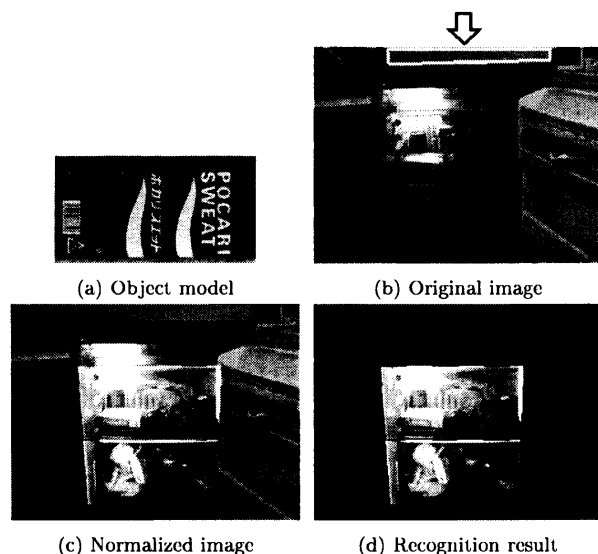 POCARI
SWEAT
ポカリスエット
(a) Object model
(b) Original image
(c) Normalized image
(d) Recognition result